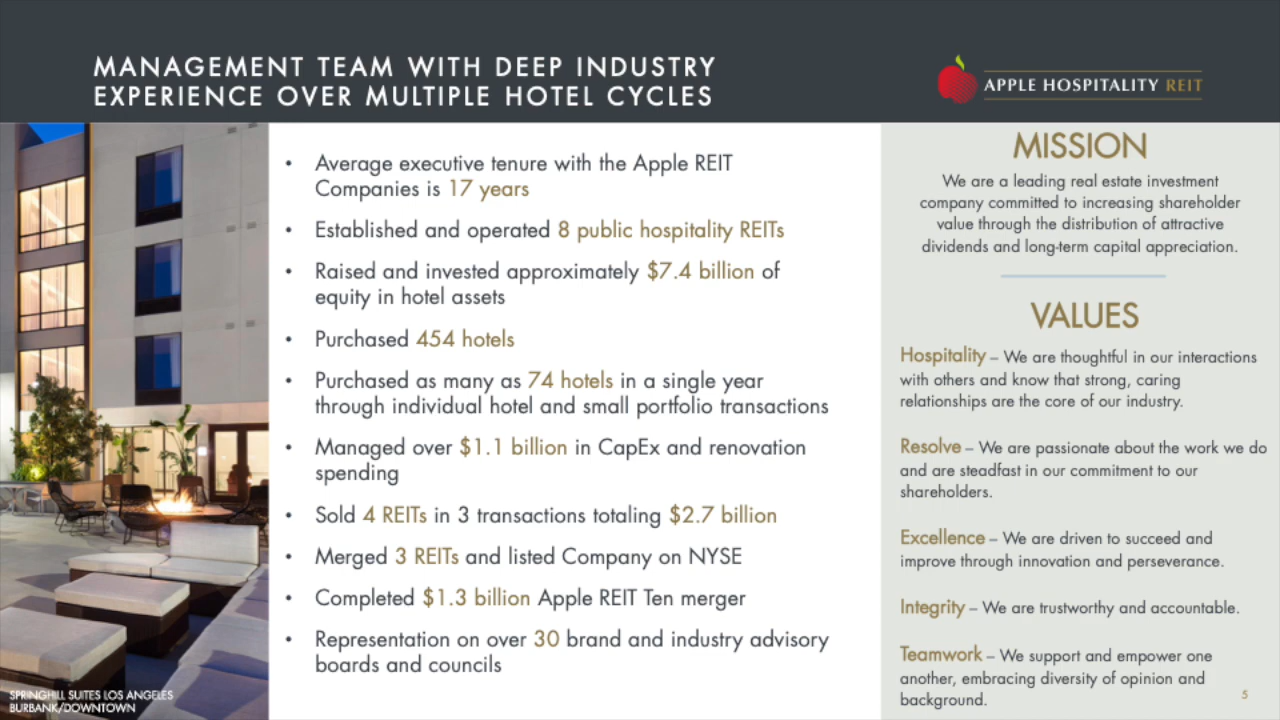 MANAGEMENT TEAM WITH DEEP INDUSTRY
EXPERIENCE OVER MULTIPLE HOTEL CYCLES
APPLE HOSPITALITY REIT
• Average executive tenure with the Apple REIT
Companies is 17 years
• Established and operated 8 public hospitality REITs
• Raised and invested approximately $7.4 billion of
equity in hotel assets
• Purchased 454 hotels
• Purchased as many as 74 hotels in a single year
through individual hotel and small portfolio transactions
• Managed over $1.1 billion in CapEx and renovation
spending
• Sold 4 REITs in 3 transactions totaling $2.7 billion
• Merged 3 REITs and listed Company on NYSE
• Completed $1.3 billion Apple REIT Ten merger
• Representation on over 30 brand and industry advisory
boards and councils
MISSION
We are a leading real estate investment
company committed to increasing shareholder
value through the distribution of attractive
dividends and long-term capital appreciation.
VALUES
Hospitality – We are thoughtful in our interactions
with others and know that strong, caring
relationships are the core of our industry.
Resolve – We are passionate about the work we do
and are steadfast in our commitment to our
shareholders.
Excellence – We are driven to succeed and
improve through innovation and perseverance.
Integrity – We are trustworthy and accountable.
Teamwork – We support and empower one
another, embracing diversity of opinion and
background.
SPRINGHILL SUITES LOS ANGELES
BURBANK/DOWNTOWN
5